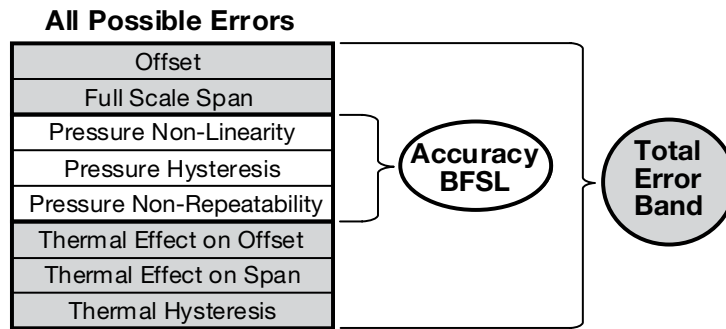 All Possible Errors
Offset
Full Scale Span
Pressure Non-Linearity
Pressure Hysteresis
Pressure Non-Repeatability
Thermal Effect on Offset
Thermal Effect on Span
Thermal Hysteresis
Accuracy
BFSL
Total
Error
Band